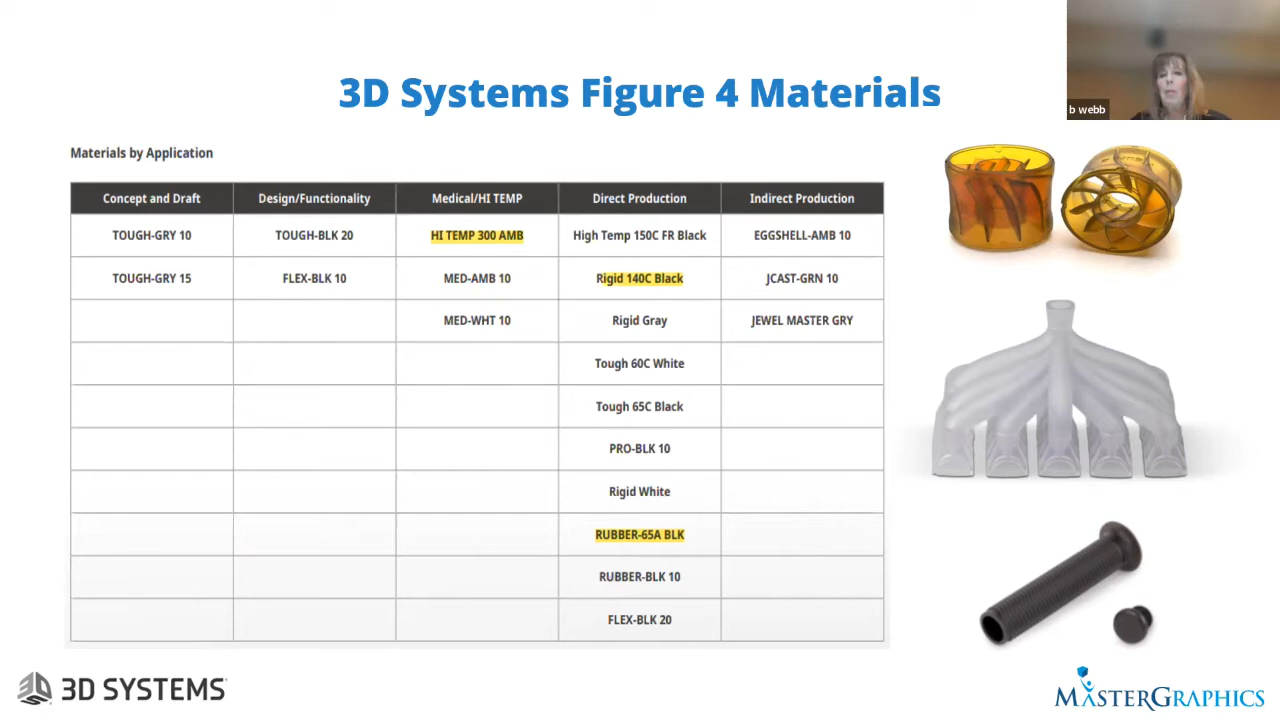 3D Systems Figure 4 Materials
b webb
Materials by Application
Concept and Draft Design/Functionality Medical/HI TEMP Direct Production Indirect Production
TOUGH-GRY 10 TOUGH-BLK 20 HI TEMP 300 AMB High Temp 150C FR Black EGGSHELL-AMB 10
TOUGH-GRY 15 FLEX-BLK 10 MED-AMB 10 Rigid 140C Black JCAST-GRN 10
MED-WHT 10 Rigid Gray JEWEL MASTER GRY
Tough 60C White
Tough 65C Black
PRO-BLK 10
Rigid White
RUBBER-65A BLK
RUBBER-BLK 10
FLEX-BLK 20
3D SYSTEMS
MASTERGRAPHICS